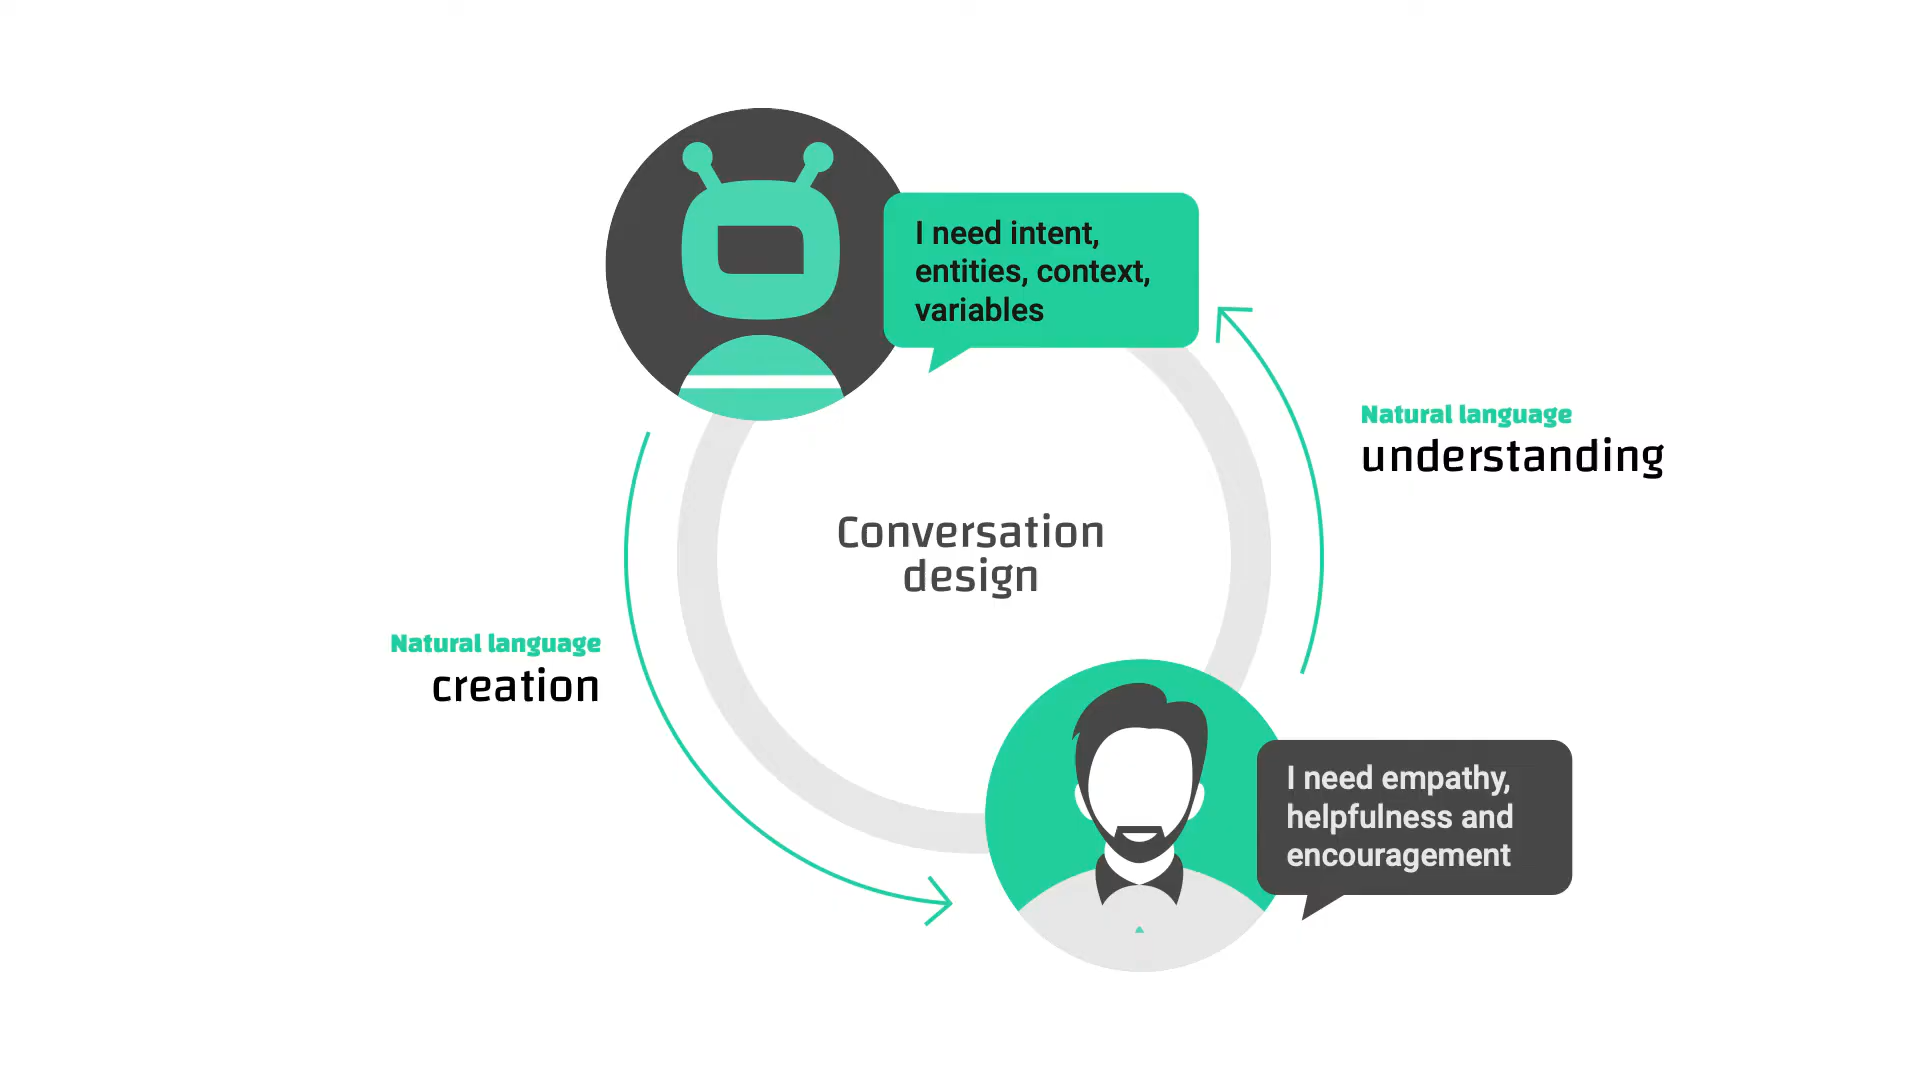 I need intent,
entities, context,
variables
Natural language
understanding
Conversation
design
Natural language
creation
I need empathy,
helpfulness and
encouragement